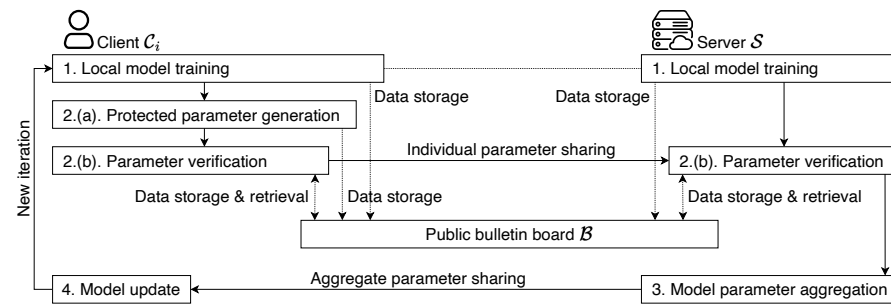 Client 𝒞ᵢ
Server 𝒮
1. Local model training
1. Local model training
Data storage
Data storage
2.(a). Protected parameter generation
Individual parameter sharing
2.(b). Parameter verification
2.(b). Parameter verification
New iteration
Data storage & retrieval
Data storage
Data storage & retrieval
Public bulletin board ℬ
Aggregate parameter sharing
4. Model update
3. Model parameter aggregation